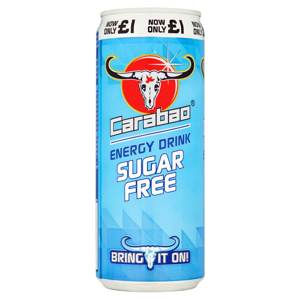 NOW ONLY £1
NOW ONLY £1
Carabao®
ENERGY DRINK
SUGAR
FREE
BRING IT ON!